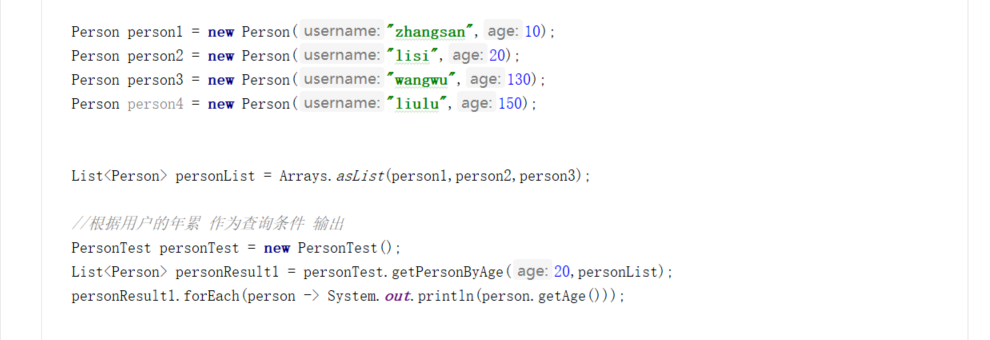 Person person1 = new Person( username: "zhangsan", age: 10);
Person person2 = new Person( username: "lisi", age: 20);
Person person3 = new Person( username: "wangwu", age: 130);
Person person4 = new Person( username: "liulu", age: 150);
List<Person> personList = Arrays.asList(person1,person2,person3);
//根据用户的年累 作为查询条件 输出
PersonTest personTest = new PersonTest();
List<Person> personResult1 = personTest.getPersonByAge( age: 20,personList);
personResult1.forEach(person -> System.out.println(person.getAge()));